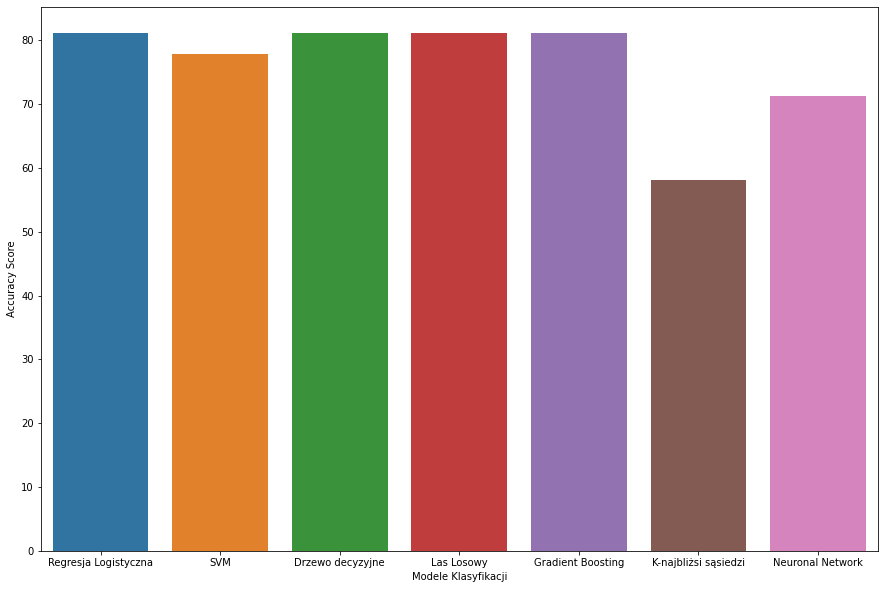 80
70
60
50
40
30
20
10
0
Accuracy Score
Regresja Logistyczna
SVM
Drzewo decyzyjne
Las Losowy
Gradient Boosting
K-najbliżsi sąsiedzi
Neuronal Network
Modele Klasyfikacji